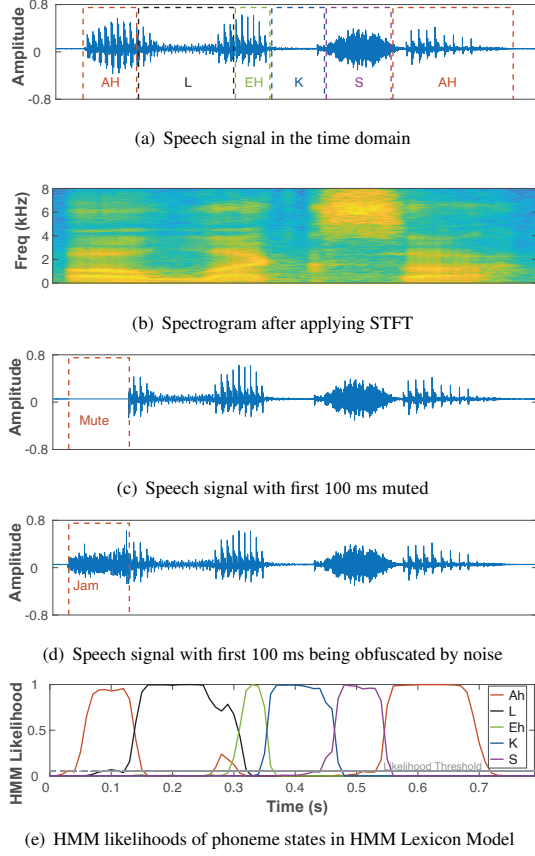 0.8
Amplitude
0
-0.8
AH
L
EH
K
S
AH
(a) Speech signal in the time domain
8
6
4
2
0
Freq (kHz)
(b) Spectrogram after applying STFT
0.8
Amplitude
0
-0.8
Mute
(c) Speech signal with first 100 ms muted
0.8
Amplitude
0
-0.8
Jam
(d) Speech signal with first 100 ms being obfuscated by noise
1
0.5
0
HMM Likelihood
Ah
L
Eh
K
S
Likelihood Threshold
0 0.1 0.2 0.3 0.4 0.5 0.6 0.7
Time (s)
(e) HMM likelihoods of phoneme states in HMM Lexicon Model